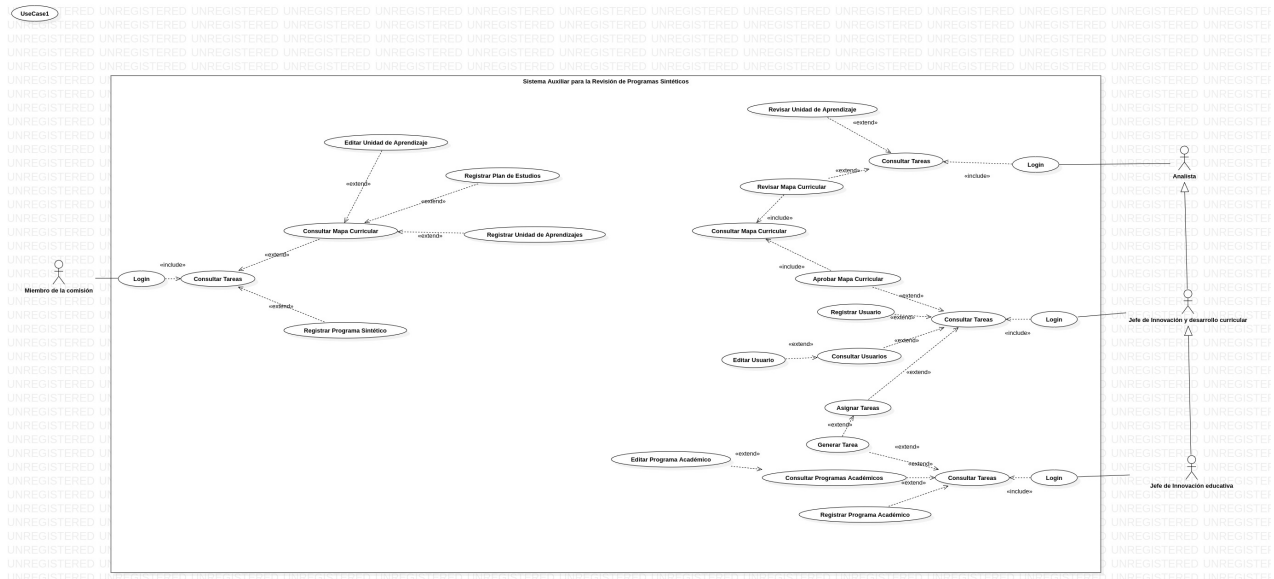 UseCase1
UNREGISTERED
Sistema Auxiliar para la Revisión de Programas Sintéticos
Revisar Unidad de Aprendizaje
«extend»
Editar Unidad de Aprendizaje
Consultar Tareas
Login
«include»
Analista
Registrar Plan de Estudios
«extend»
Revisar Mapa Curricular
«extend»
«extend»
«include»
Consultar Mapa Curricular
«extend»
Registrar Unidad de Aprendizajes
Consultar Mapa Curricular
«extend»
«include»
Miembro de la comisión
Login
«include»
Consultar Tareas
Aprobar Mapa Curricular
«extend»
«extend»
Registrar Programa Sintético
Registrar Usuario
«extend»
Consultar Tareas
Login
«include»
Jefe de Innovación y desarrollo curricular
«extend»
«extend»
Editar Usuario
Consultar Usuarios
«extend»
Asignar Tareas
«extend»
Generar Tarea
«extend»
Editar Programa Académico
«extend»
«extend»
Consultar Programas Académicos
«extend»
Consultar Tareas
Login
«include»
Jefe de Innovación educativa
Registrar Programa Académico